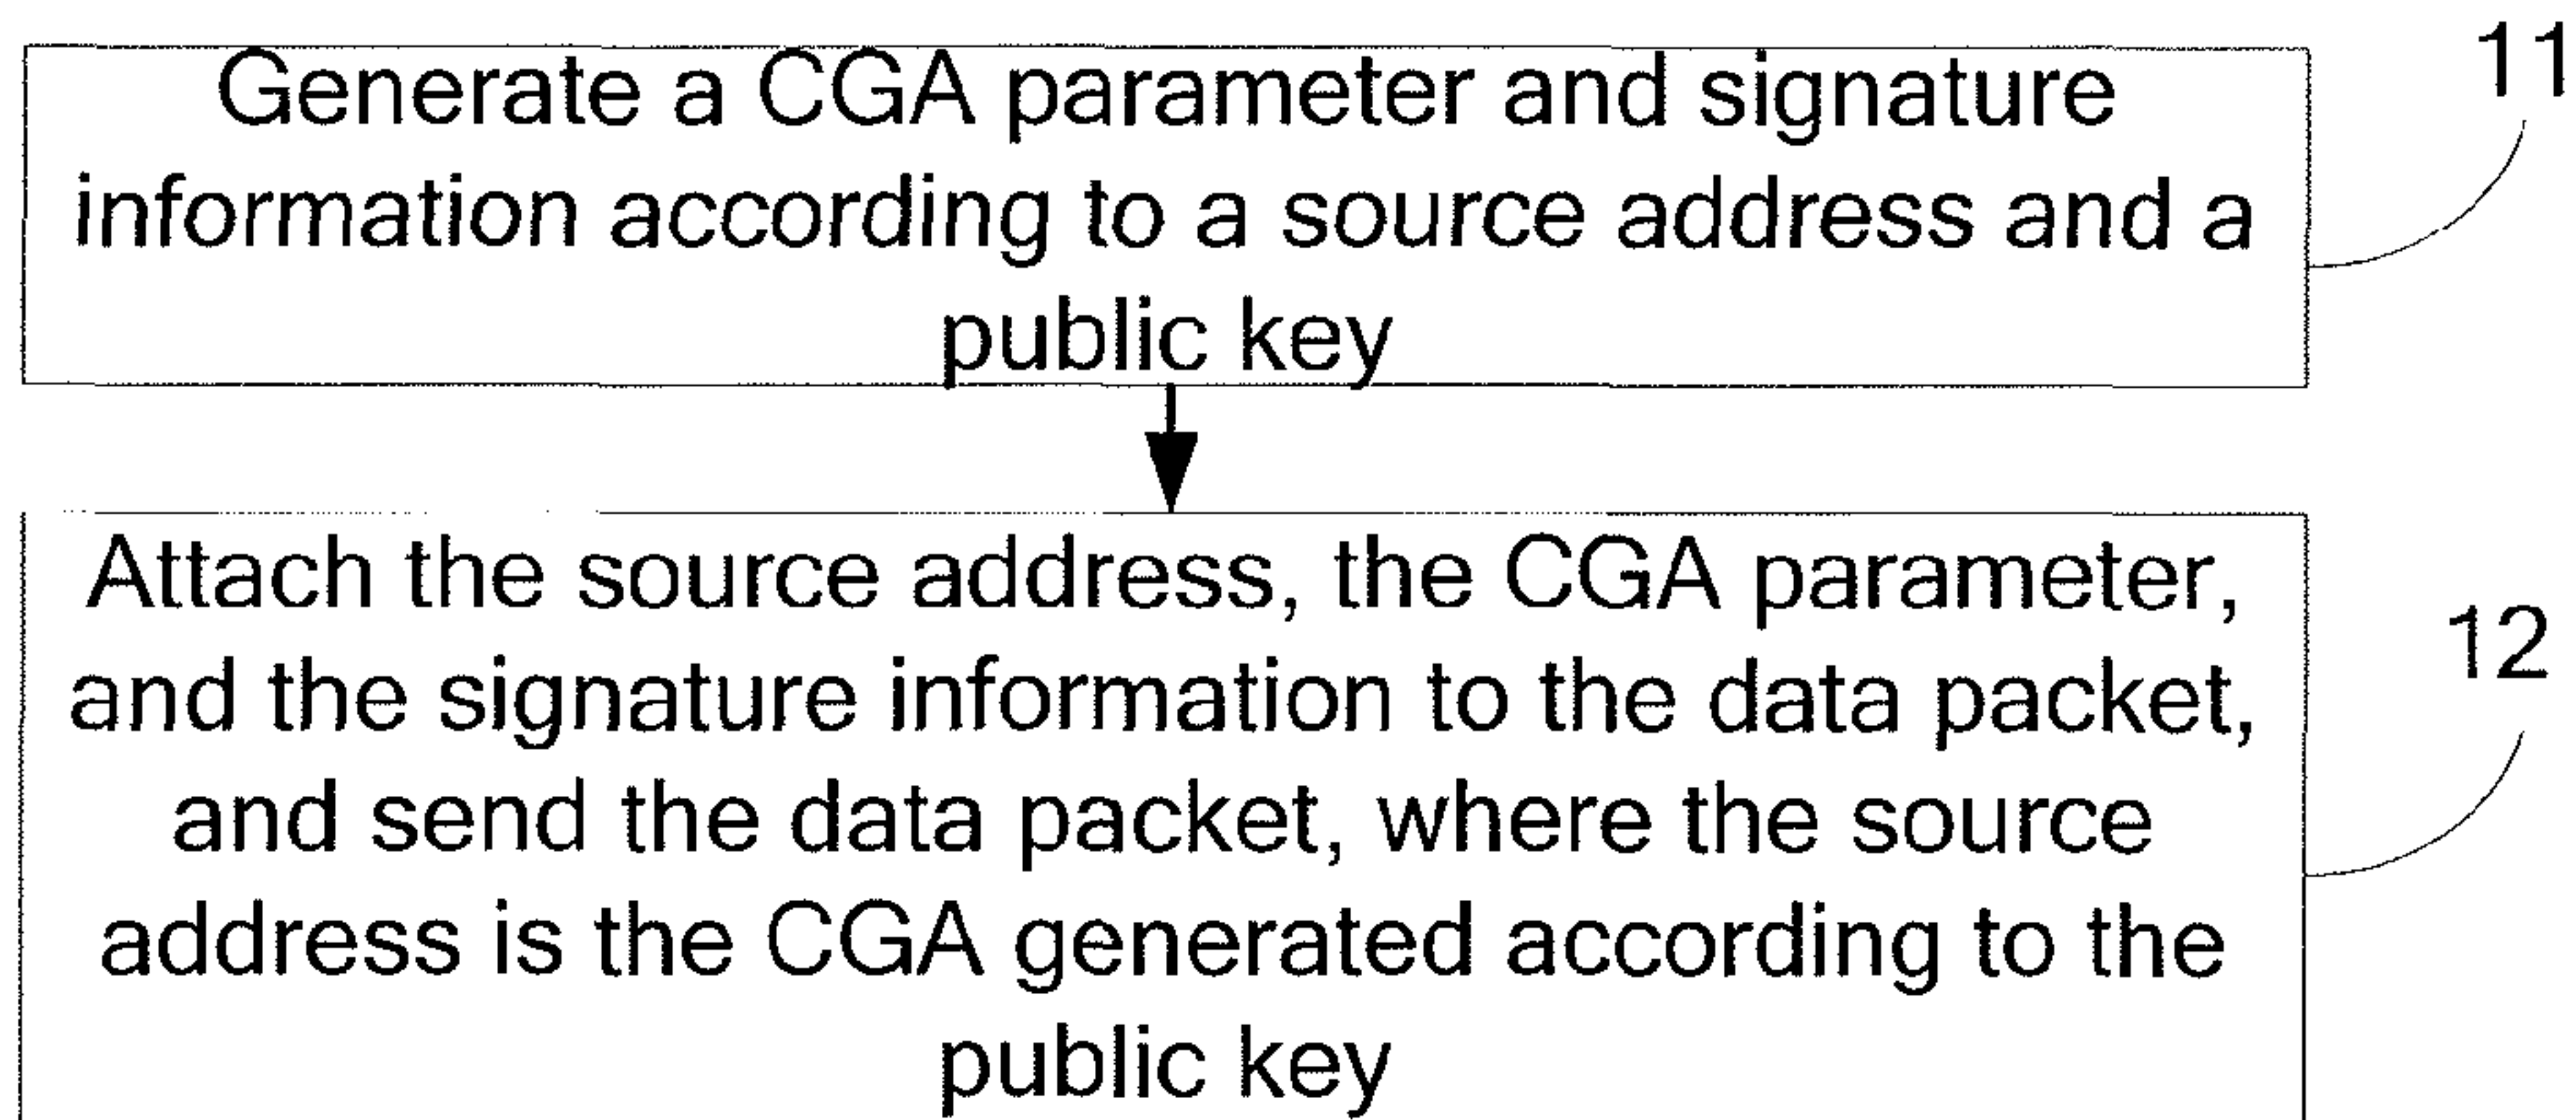 Generate a CGA parameter and signature
information according to a source address and a
public key
11
Attach the source address, the CGA parameter,
and the signature information to the data packet,
and send the data packet, where the source
address is the CGA generated according to the
public key
12